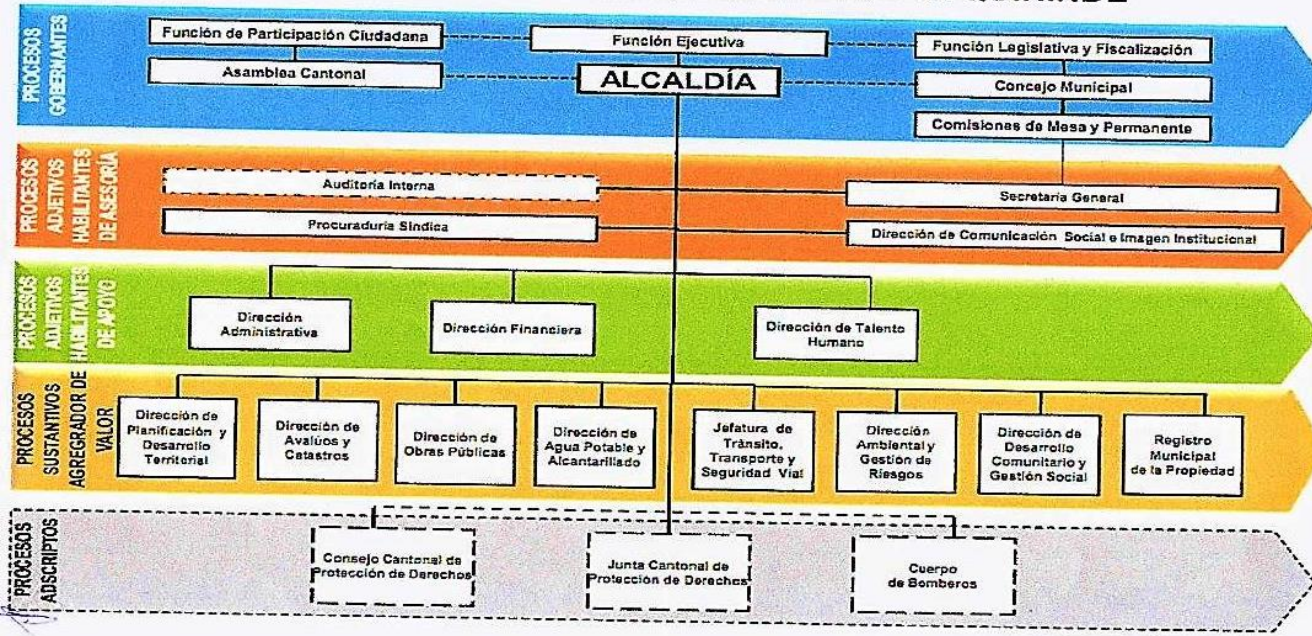 PROCESOS
GOBERNANTES
Función de Participación Ciudadana
Función Ejecutiva
Función Legislativa y Fiscalización
Asamblea Cantonal
ALCALDÍA
Concejo Municipal
Comisiones de Mesa y Permanente
PROCESOS
ADJETIVOS
HABILITANTES
DE ASESORÍA
Auditoría Interna
Secretaría General
Procuraduría Síndica
Dirección de Comunicación Social e Imagen Institucional
PROCESOS
ADJETIVOS
HABILITANTES
DE APOYO
Dirección
Administrativa
Dirección Financiera
Dirección de Talento
Humano
PROCESOS
SUSTANTIVOS
AGREGRADOR DE
VALOR
Dirección de
Planificación y
Desarrollo
Territorial
Dirección de
Avalúos y
Catastros
Dirección de
Obras Públicas
Dirección de
Agua Potable y
Alcantarillado
Jefatura de
Trànsito,
Transporte y
Seguridad Vial
Dirección
Ambiental y
Gestión de
Riesgos
Dirección de
Desarrollo
Comunitario y
Gestión Social
Registro
Municipal
de la Propiedad
PROCESOS
ADSCRIPTOS
Consejo Cantonal de
Protección de Derechos
Junta Cantonal de
Protección de Derechos
Cuerpo
de Bomberos